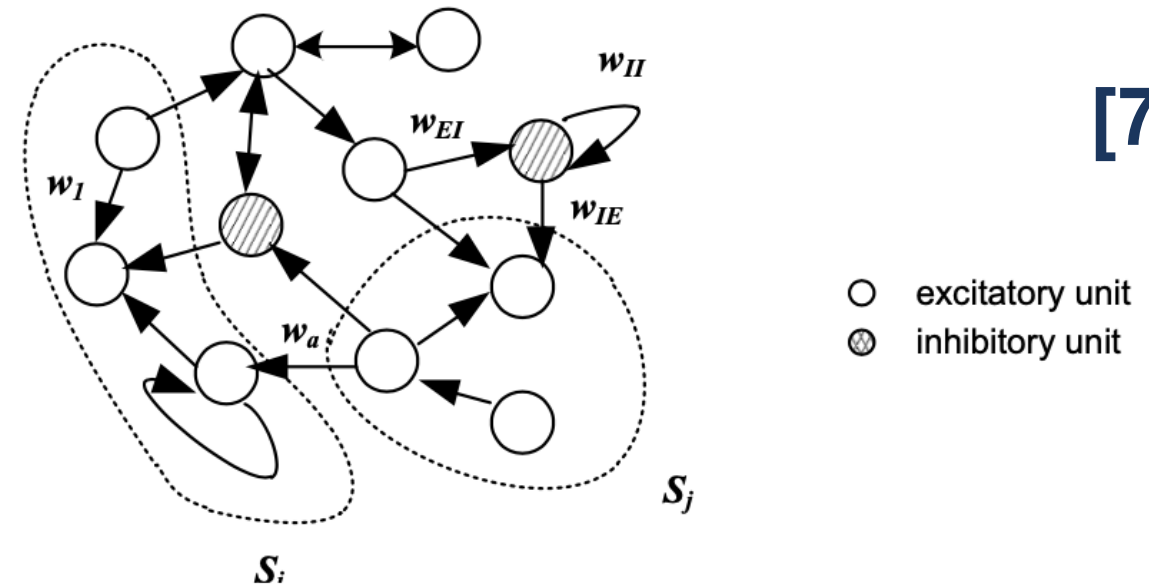 w_II
[7
w_EI
w_1
w_IE
excitatory unit
w_a
inhibitory unit
S_j
S_i